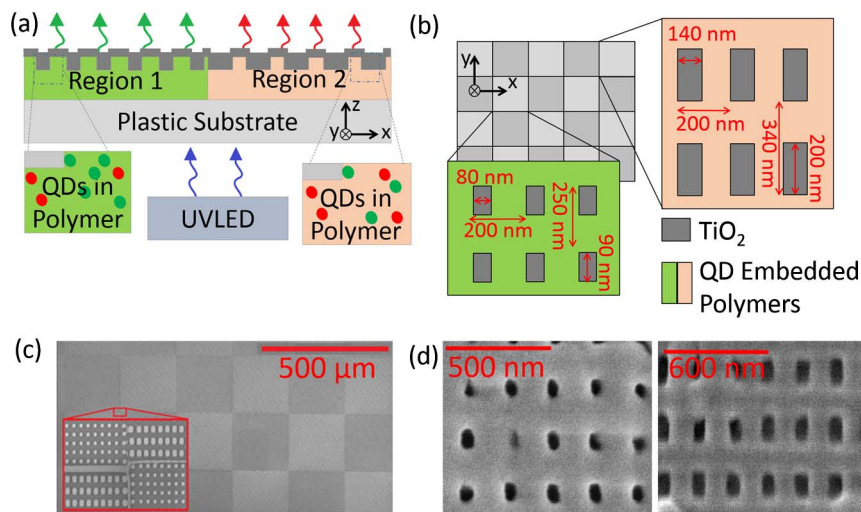 (a)
Region 1
Region 2
Plastic Substrate
z
y
x
QDs in
Polymer
UVLED
QDs in
Polymer
(b)
y
x
140 nm
200 nm
340 nm
200 nm
80 nm
200 nm
250 nm
90 nm
TiO2
QD Embedded
Polymers
(c)
500 μm
(d)
500 nm
600 nm